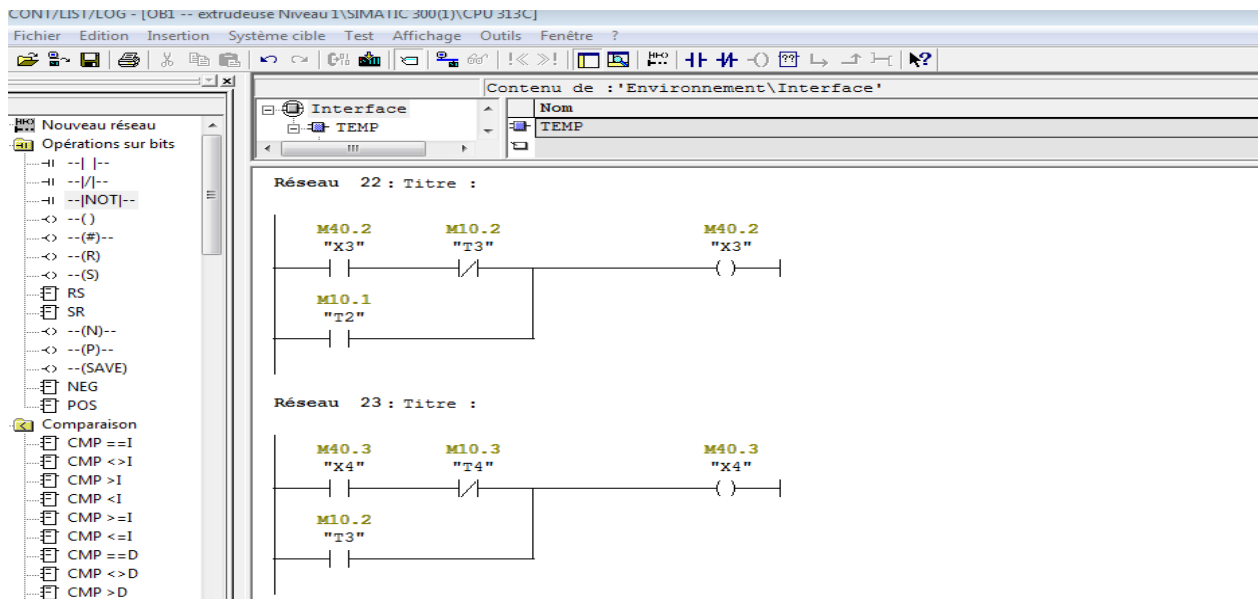 CONT/LIST/LOG - [OB1 -- extrudeuse Niveau 1\SIMATIC 300(1)\CPU 313C]
Fichier Edition Insertion Système cible Test Affichage Outils Fenêtre ?
Contenu de :'Environnement\Interface'
Interface
Nom
TEMP
TEMP
Nouveau réseau
Opérations sur bits
--| |--
--|/|--
--|NOT|--
--( )
--(#)--
--(R)
--(S)
RS
SR
--(N)--
--(P)--
--(SAVE)
NEG
POS
Comparaison
CMP ==I
CMP <>I
CMP >I
CMP <I
CMP >=I
CMP <=I
CMP ==D
CMP <>D
CMP >D
Réseau 22 : Titre :
M40.2 M10.2 M40.2
"X3" "T3" "X3"
M10.1
"T2"
Réseau 23 : Titre :
M40.3 M10.3 M40.3
"X4" "T4" "X4"
M10.2
"T3"